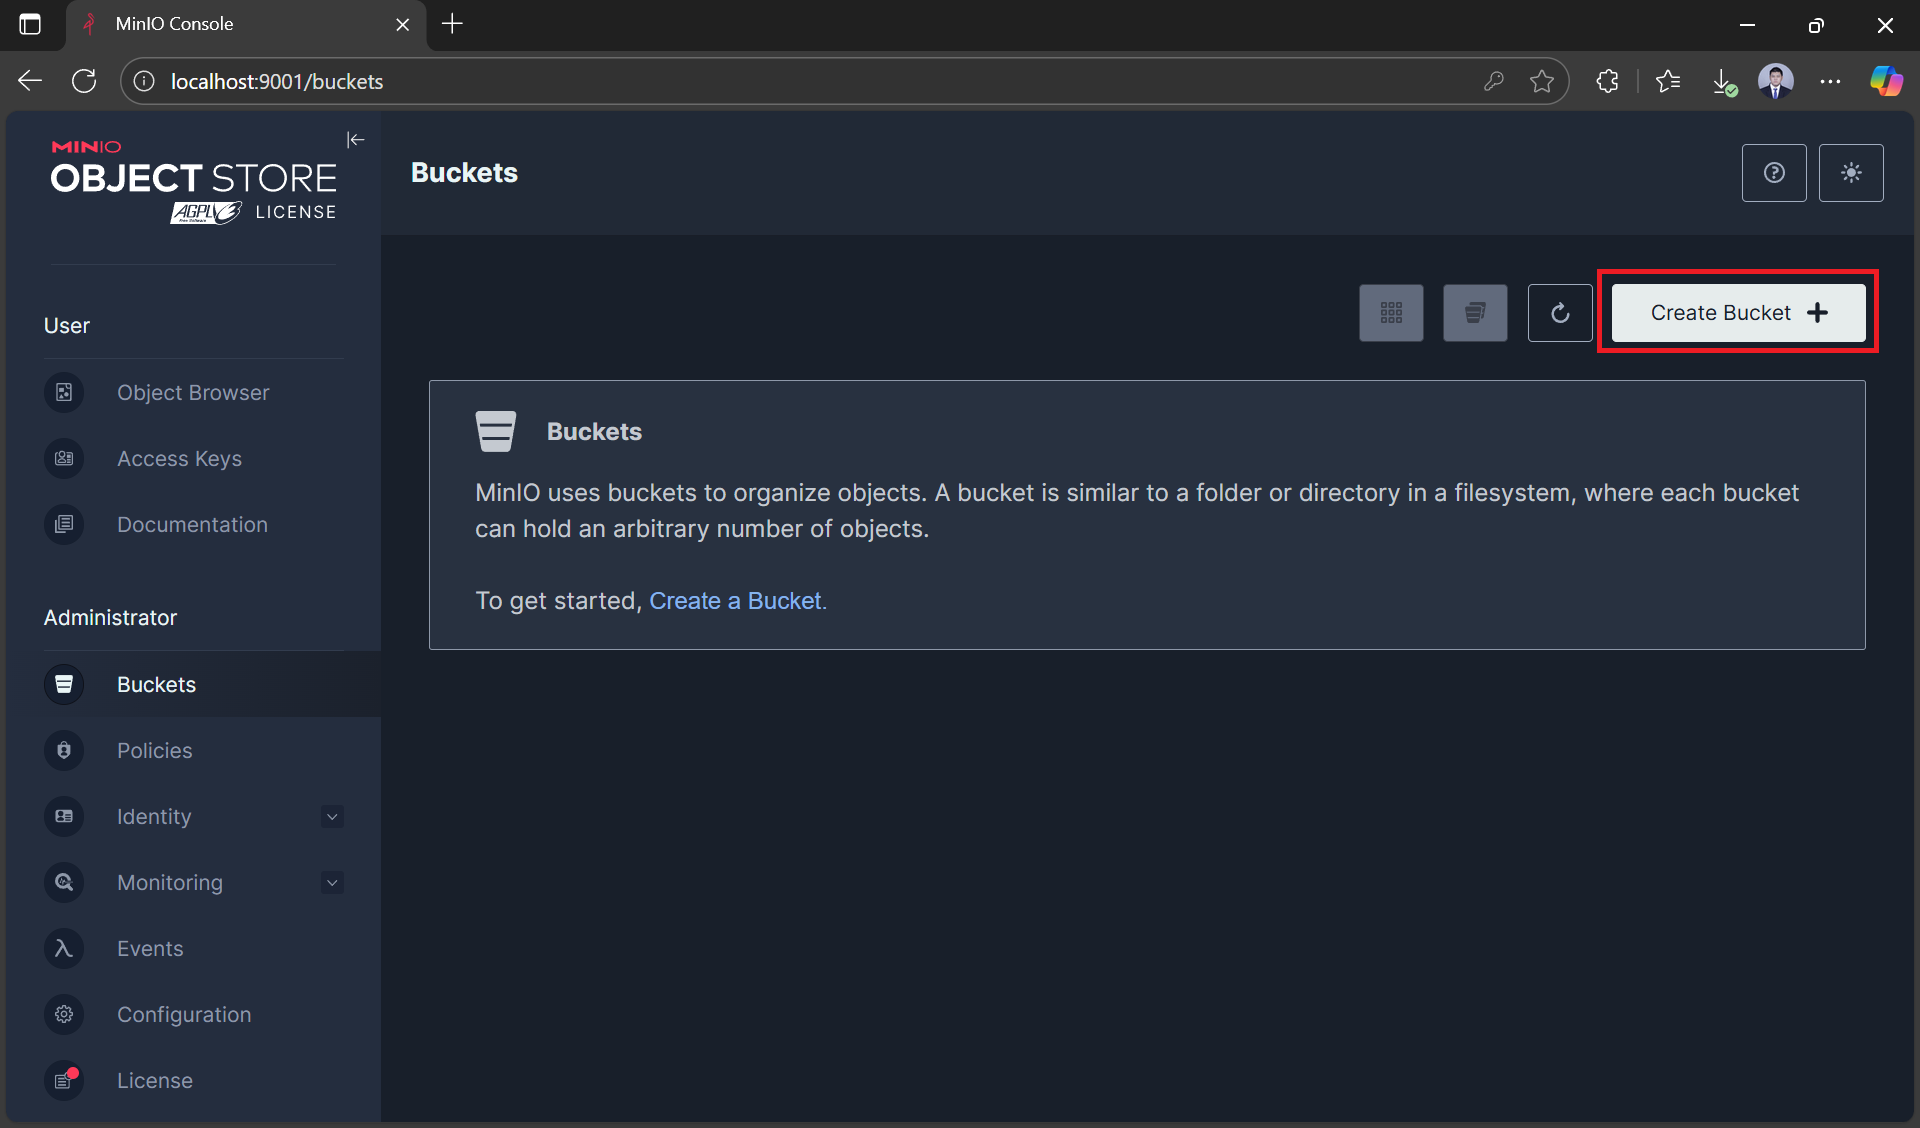 MinIO Console
localhost:9001/buckets
MINIO
OBJECT STORE
AGPL v3 LICENSE
Free Software
Buckets
User
Object Browser
Access Keys
Documentation
Administrator
Buckets
Policies
Identity
Monitoring
Events
Configuration
License
Create Bucket
Buckets
MinIO uses buckets to organize objects. A bucket is similar to a folder or directory in a filesystem, where each bucket
can hold an arbitrary number of objects.
To get started, Create a Bucket.